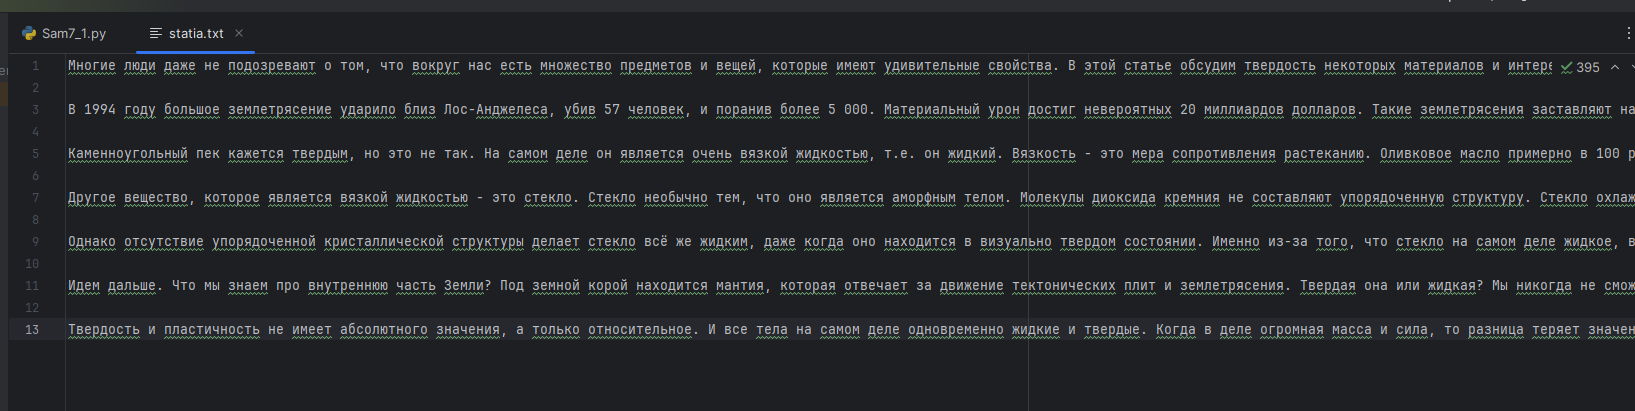 Sam7_1.py statia.txt
1 Многие люди даже не подозревают о том, что вокруг нас есть множество предметов и вещей, которые имеют удивительные свойства. В этой статье обсудим твердость некоторых материалов и 395
2
3 В 1994 году большое землетрясение ударило близ Лос-Анджелеса, убив 57 человек, и поранив более 5 000. Материальный урон достиг невероятных 20 миллиардов долларов. Такие землетрясения заставляют
4
5 Каменноугольный пек кажется твердым, но это не так. На самом деле он является очень вязкой жидкостью, т.е. он жидкий. Вязкость - это мера сопротивления растеканию. Оливковое масло примерно в 100
6
7 Другое вещество, которое является вязкой жидкостью - это стекло. Стекло необычно тем, что оно является аморфным телом. Молекулы диоксида кремния не составляют упорядоченную структуру. Стекло
8
9 Однако отсутствие упорядоченной кристаллической структуры делает стекло всё же жидким, даже когда оно находится в визуально твердом состоянии. Именно из-за того, что стекло на самом деле жидкое,
10
11 Идем дальше. Что мы знаем про внутреннюю часть Земли? Под земной корой находится мантия, которая отвечает за движение тектонических плит и землетрясения. Твердая она или жидкая? Мы никогда не
12
13 Твердость и пластичность не имеет абсолютного значения, а только относительное. И все тела на самом деле одновременно жидкие и твердые. Когда в деле огромная масса и сила, то разница теряет